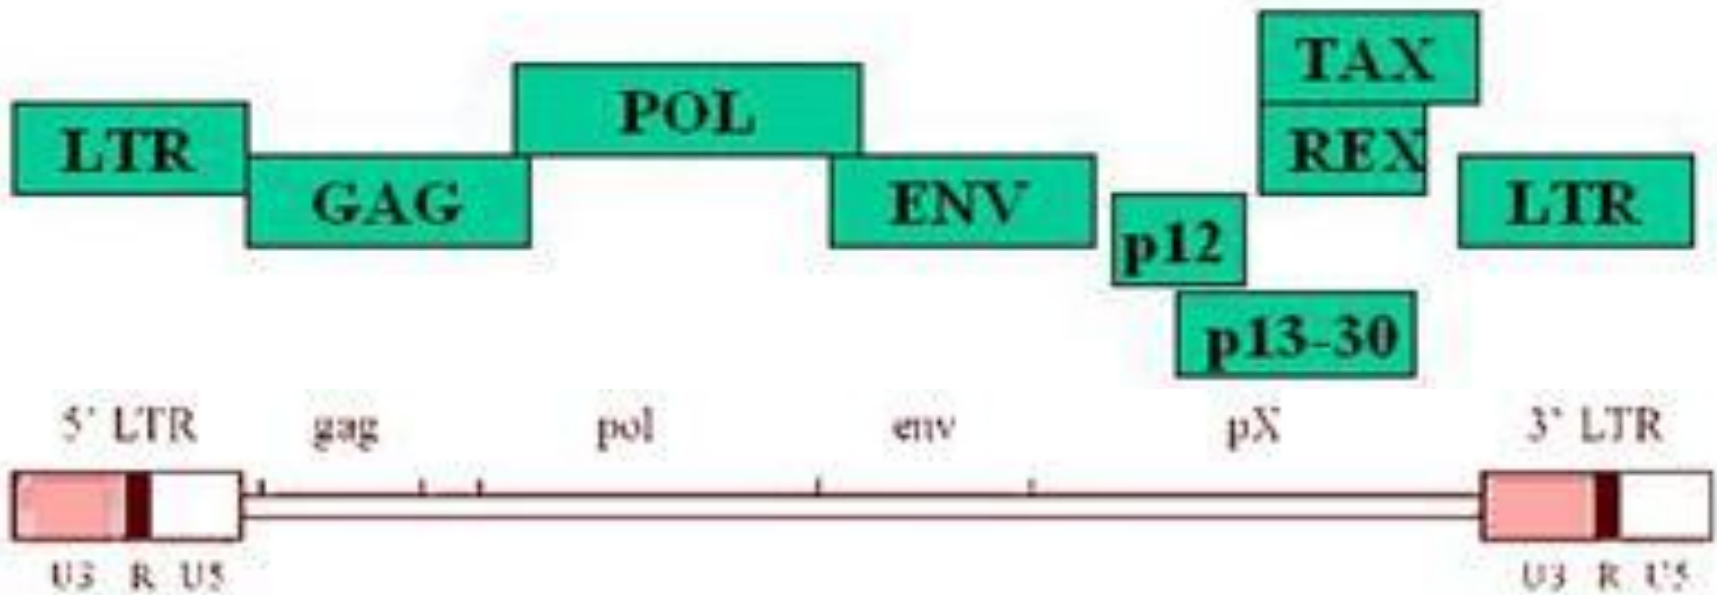 TAX
POL
LTR
REX
GAG
ENV
LTR
p12
p13-30
5' LTR gag pol env pX 3' LTR
U3 R U5 U3 R U5